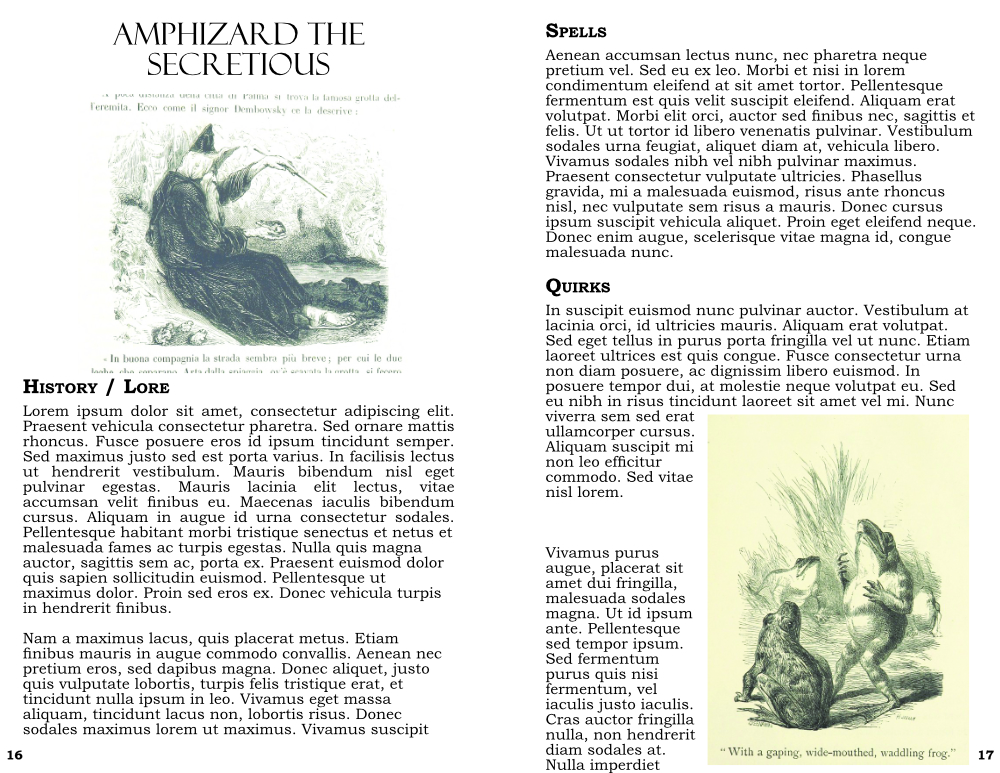 AMPHIZARD THE
SECRETIOUS
A poca distanza della città di Palma si trova la famosa grotta del-
l'eremita. Ecco come il signor Dembowsky ce la descrive :
« In buona compagnia la strada sembra più breve ; per cui le due
HISTORY / LORE
Lorem ipsum dolor sit amet, consectetur adipiscing elit.
Praesent vehicula consectetur pharetra. Sed ornare mattis
rhoncus. Fusce posuere eros id ipsum tincidunt semper.
Sed maximus justo sed est porta varius. In facilisis lectus
ut hendrerit vestibulum. Mauris bibendum nisl eget
pulvinar egestas. Mauris lacinia elit lectus, vitae
accumsan velit finibus eu. Maecenas iaculis bibendum
cursus. Aliquam in augue id urna consectetur sodales.
Pellentesque habitant morbi tristique senectus et netus et
malesuada fames ac turpis egestas. Nulla quis magna
auctor, sagittis sem ac, porta ex. Praesent euismod dolor
quis sapien sollicitudin euismod. Pellentesque ut
maximus dolor. Proin sed eros ex. Donec vehicula turpis
in hendrerit finibus.
Nam a maximus lacus, quis placerat metus. Etiam
finibus mauris in augue commodo convallis. Aenean nec
pretium eros, sed dapibus magna. Donec aliquet, justo
quis vulputate lobortis, turpis felis tristique erat, et
tincidunt nulla ipsum in leo. Vivamus eget massa
aliquam, tincidunt lacus non, lobortis risus. Donec
sodales maximus lorem ut maximus. Vivamus suscipit
16
SPELLS
Aenean accumsan lectus nunc, nec pharetra neque
pretium vel. Sed eu ex leo. Morbi et nisi in lorem
condimentum eleifend at sit amet tortor. Pellentesque
fermentum est quis velit suscipit eleifend. Aliquam erat
volutpat. Morbi elit orci, auctor sed finibus nec, sagittis et
felis. Ut ut tortor id libero venenatis pulvinar. Vestibulum
sodales urna feugiat, aliquet diam at, vehicula libero.
Vivamus sodales nibh vel nibh pulvinar maximus.
Praesent consectetur vulputate ultricies. Phasellus
gravida, mi a malesuada euismod, risus ante rhoncus
nisl, nec vulputate sem risus a mauris. Donec cursus
ipsum suscipit vehicula aliquet. Proin eget eleifend neque.
Donec enim augue, scelerisque vitae magna id, congue
malesuada nunc.
QUIRKS
In suscipit euismod nunc pulvinar auctor. Vestibulum at
lacinia orci, id ultricies mauris. Aliquam erat volutpat.
Sed eget tellus in purus porta fringilla vel ut nunc. Etiam
laoreet ultrices est quis congue. Fusce consectetur urna
non diam posuere, ac dignissim libero euismod. In
posuere tempor dui, at molestie neque volutpat eu. Sed
eu nibh in risus tincidunt laoreet sit amet vel mi. Nunc
viverra sem sed erat
ullamcorper cursus.
Aliquam suscipit mi
non leo efficitur
commodo. Sed vitae
nisl lorem.
Vivamus purus
augue, placerat sit
amet dui fringilla,
malesuada sodales
magna. Ut id ipsum
ante. Pellentesque
sed tempor ipsum.
Sed fermentum
purus quis nisi
fermentum, vel
iaculis justo iaculis.
Cras auctor fringilla
nulla, non hendrerit
diam sodales at.
Nulla imperdiet
“With a gaping, wide-mouthed, waddling frog.”
17